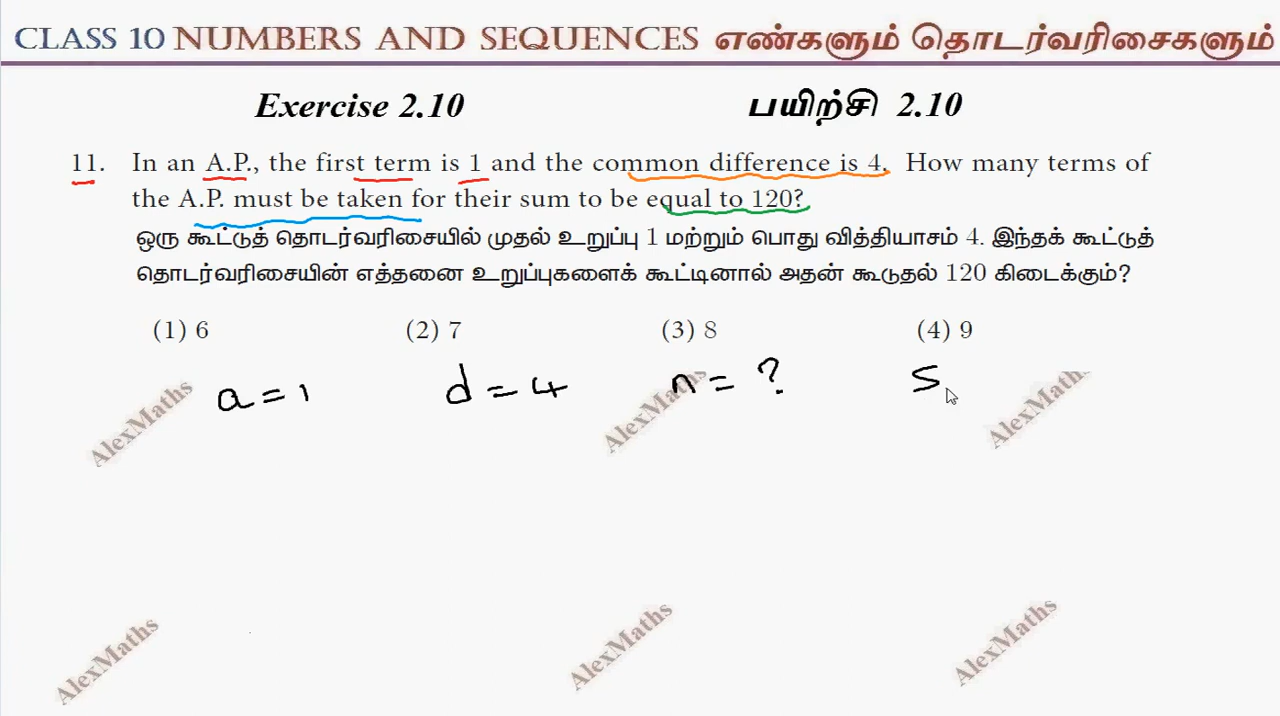 CLASS 10 NUMBERS AND SEQUENCES எண்களும் தொடர்வரிசைகளும்
Exercise 2.10 பயிற்சி 2.10
11. In an A.P., the first term is 1 and the common difference is 4. How many terms of
the A.P. must be taken for their sum to be equal to 120?
ஒரு கூட்டுத் தொடர்வரிசையில் முதல் உறுப்பு 1 மற்றும் பொது வித்தியாசம் 4. இந்தக் கூட்டுத்
தொடர்வரிசையின் எத்தனை உறுப்புகளைக் கூட்டினால் அதன் கூடுதல் 120 கிடைக்கும்?
(1) 6 (2) 7 (3) 8 (4) 9
a = 1 d = 4 n = ? S
AlexMaths AlexMaths AlexMaths
AlexMaths AlexMaths AlexMaths